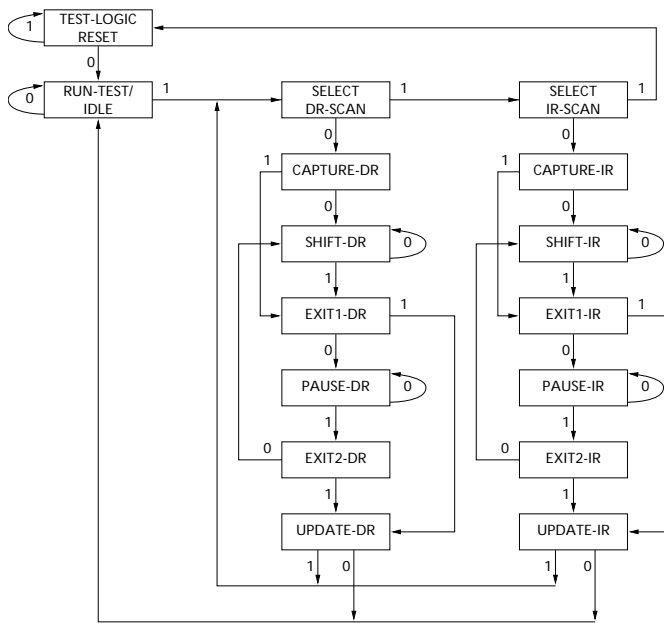 TEST-LOGIC
RESET
1
0
RUN-TEST/
IDLE
0
1
SELECT
DR-SCAN
1
SELECT
IR-SCAN
1
0
0
1
CAPTURE-DR
1
CAPTURE-IR
0
0
SHIFT-DR
0
SHIFT-IR
0
1
1
EXIT1-DR
1
EXIT1-IR
1
0
0
PAUSE-DR
0
PAUSE-IR
0
1
1
0
EXIT2-DR
0
EXIT2-IR
1
1
UPDATE-DR
UPDATE-IR
1
0
1
0